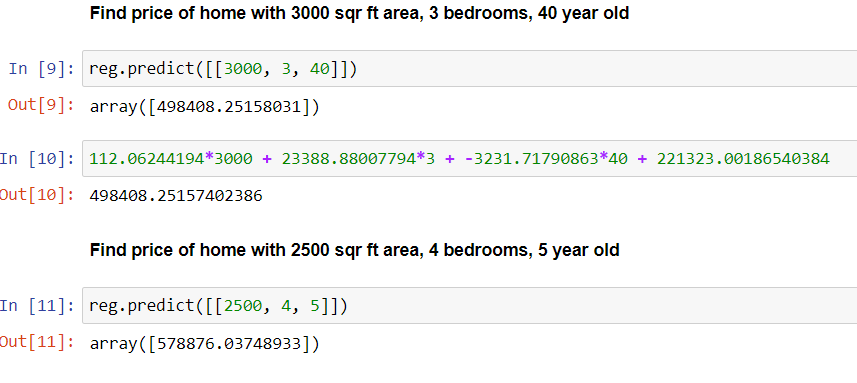 Find price of home with 3000 sqr ft area, 3 bedrooms, 40 year old
In [9]: reg.predict([[3000, 3, 40]])
Out[9]: array([498408.25158031])
In [10]: 112.06244194*3000 + 23388.88007794*3 + -3231.71790863*40 + 221323.00186540384
Out[10]: 498408.25157402386
Find price of home with 2500 sqr ft area, 4 bedrooms, 5 year old
In [11]: reg.predict([[2500, 4, 5]])
Out[11]: array([578876.03748933])